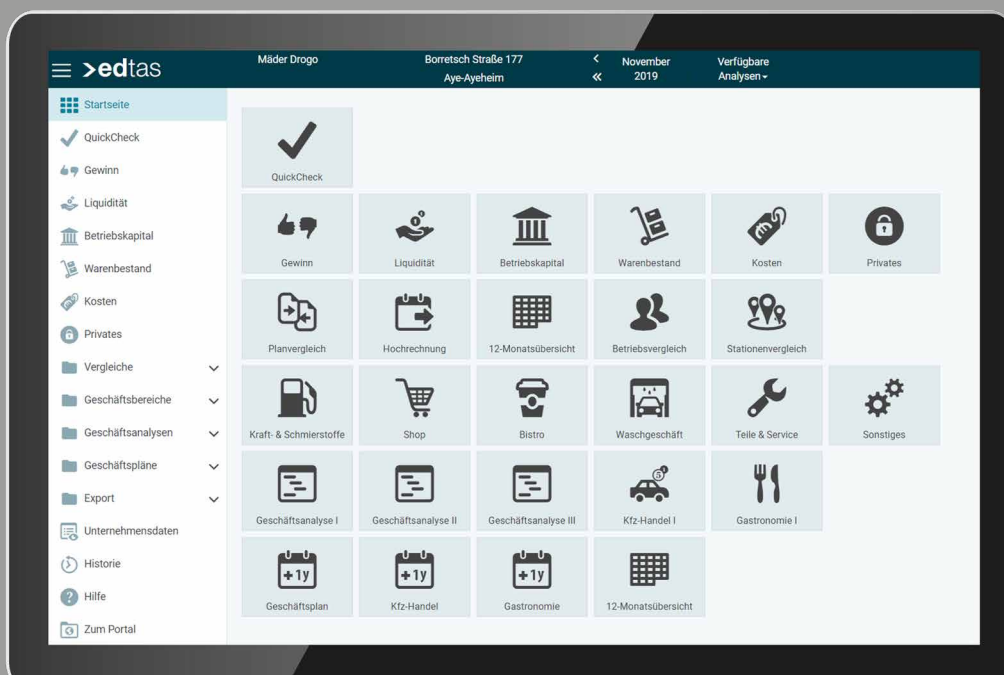 >edtas
Mäder Drogo
Borretsch Straße 177
Aye-Ayeheim
November
2019
Verfügbare
Analysen
Startseite
QuickCheck
Gewinn
Liquidität
Betriebskapital
Warenbestand
Kosten
Privates
Vergleiche
Geschäftsbereiche
Geschäftsanalysen
Geschäftspläne
Export
Unternehmensdaten
Historie
Hilfe
Zum Portal
QuickCheck
Gewinn
Liquidität
Betriebskapital
Warenbestand
Kosten
Privates
Planvergleich
Hochrechnung
12-Monatsübersicht
Betriebsvergleich
Stationenvergleich
Kraft- & Schmierstoffe
Shop
Bistro
Waschgeschäft
Teile & Service
Sonstiges
Geschäftsanalyse I
Geschäftsanalyse II
Geschäftsanalyse III
Kfz-Handel I
Gastronomie I
+1y
Geschäftsplan
+1y
Kfz-Handel
+1y
Gastronomie
12-Monatsübersicht